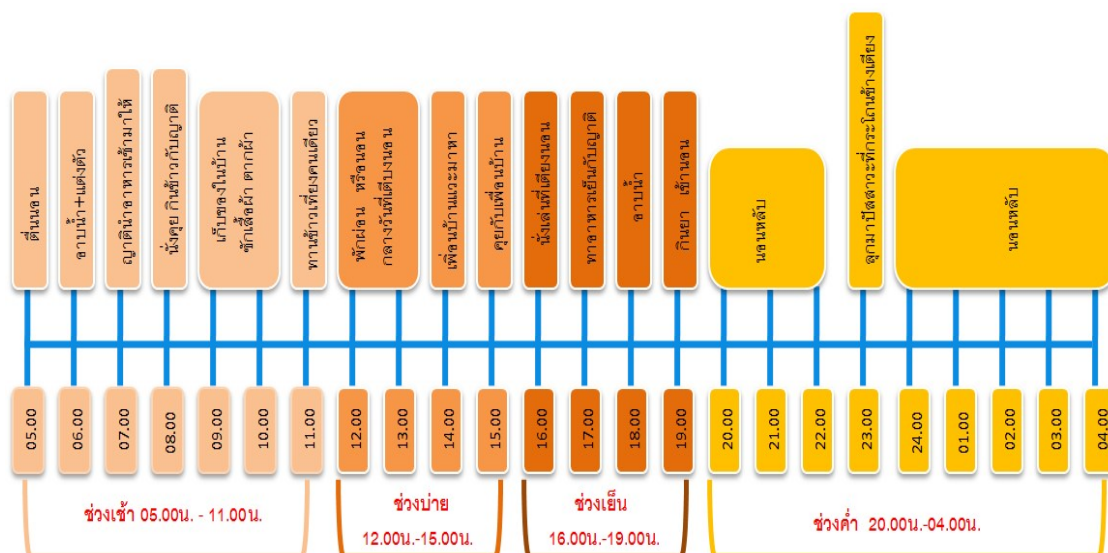 ตื่นนอน
อาบน้ำ+แต่งตัว
ญาตินำอาหารเข้ามาให้
นั่งคุย กินข้าวกับญาติ
เก็บของในบ้าน
ซักเสื้อผ้า ตากผ้า
ทานข้าวเที่ยงคนเดียว
พักผ่อน หรือนอน
กลางวันที่เตียงนอน
เพื่อนบ้านแวะมาหา
คุยกับเพื่อนบ้าน
นั่งเล่นที่เตียงนอน
ทาอาหารเย็นกับญาติ
อาบน้ำ
กินยา เข้านอน
นอนหลับ
ลุกมาปัสสาวะที่กระโถนข้างเตียง
นอนหลับ
05.00
06.00
07.00
08.00
09.00
10.00
11.00
12.00
13.00
14.00
15.00
16.00
17.00
18.00
19.00
20.00
21.00
22.00
23.00
24.00
01.00
02.00
03.00
04.00
ช่วงเช้า 05.00น. - 11.00น.
ช่วงบ่าย
12.00น.-15.00น.
ช่วงเย็น
16.00น.-19.00น.
ช่วงค่ำ 20.00น.-04.00น.